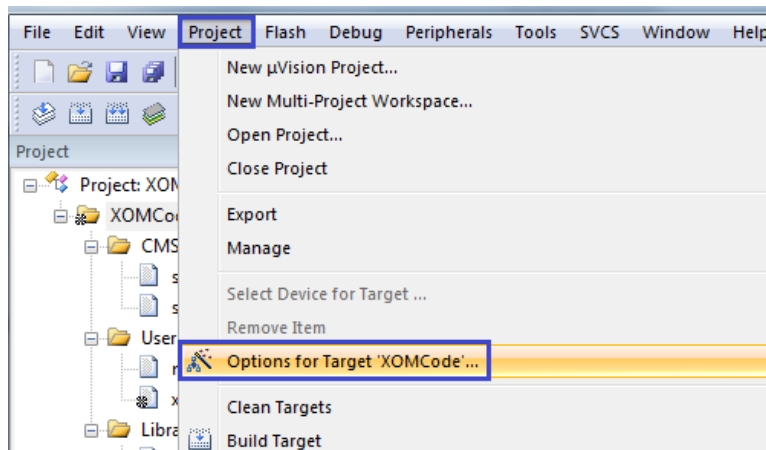 File Edit View Project Flash Debug Peripherals Tools SVCS Window Help
New µVision Project...
New Multi-Project Workspace...
Open Project...
Project
Close Project
Project: XOM
XOMCo
Export
CMS
Manage
s
Select Device for Target ...
s
Remove Item
User
Options for Target 'XOMCode'...
r
x
Clean Targets
Libra
Build Target